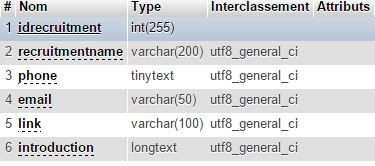 # Nom Type Interclassement Attributs
1 idrecruitment int(255)
2 recruitmentname varchar(200) utf8_general_ci
3 phone tinytext utf8_general_ci
4 email varchar(50) utf8_general_ci
5 link varchar(100) utf8_general_ci
6 introduction longtext utf8_general_ci